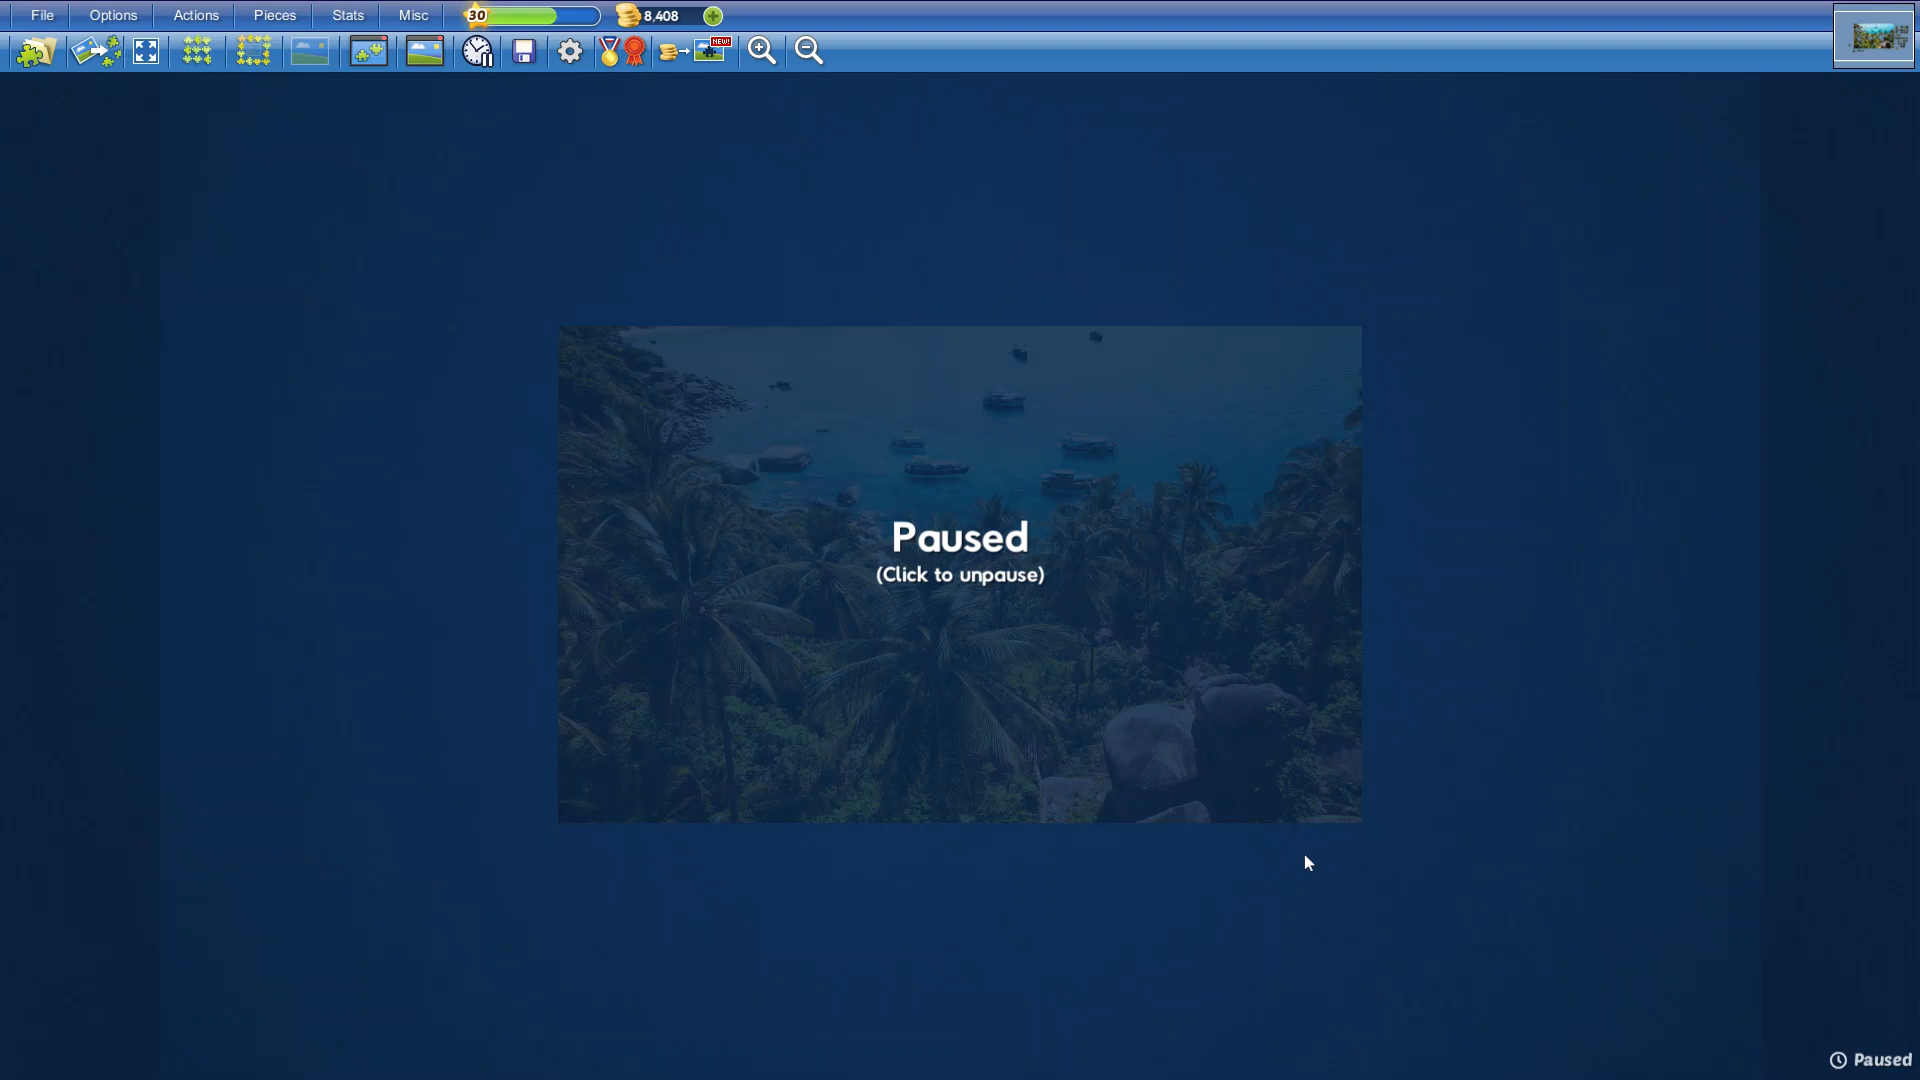 File Options Actions Pieces Stats Misc 30 8,408
NEW!
Paused
(Click to unpause)
Paused